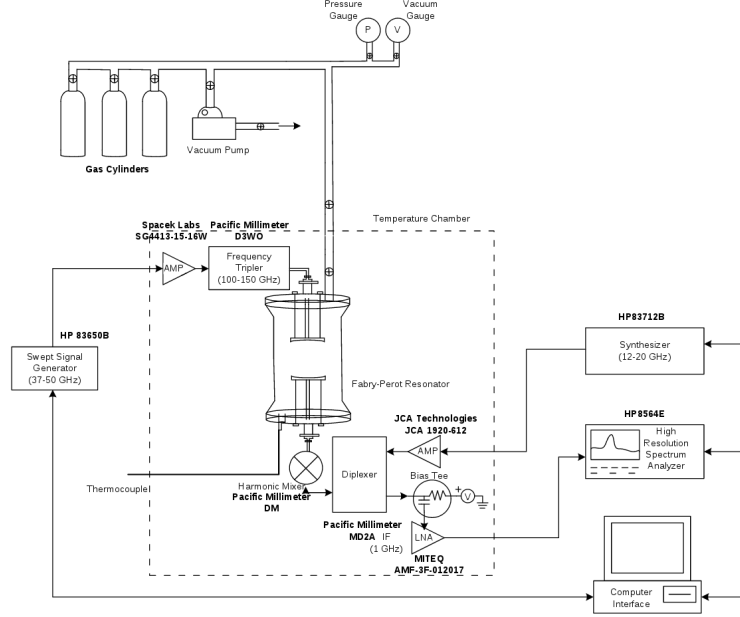 Pressure
Gauge
Vacuum
Gauge
P
V
Vacuum Pump
Gas Cylinders
Temperature Chamber
Spacek Labs
SG4413-15-16W
Pacific Millimeter
D3WO
AMP
Frequency
Tripler
(100-150 GHz)
HP 83650B
Swept Signal
Generator
(37-50 GHz)
HP83712B
Synthesizer
(12-20 GHz)
Fabry-Perot Resonator
HP8564E
High
Resolution
Spectrum
Analyzer
JCA Technologies
JCA 1920-612
AMP
Diplexer
Bias Tee
+
V
Thermocouple
Harmonic Mixer
Pacific Millimeter
DM
Pacific Millimeter
MD2A
IF
(1 GHz)
LNA
MITEQ
AMF-3F-012017
Computer
Interface